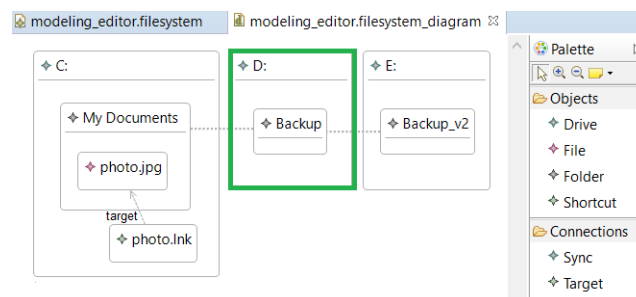 modeling_editor.filesystem
modeling_editor.filesystem_diagram
C:
D:
E:
My Documents
Backup
Backup_v2
photo.jpg
target
photo.lnk
Palette
Objects
Drive
File
Folder
Shortcut
Connections
Sync
Target